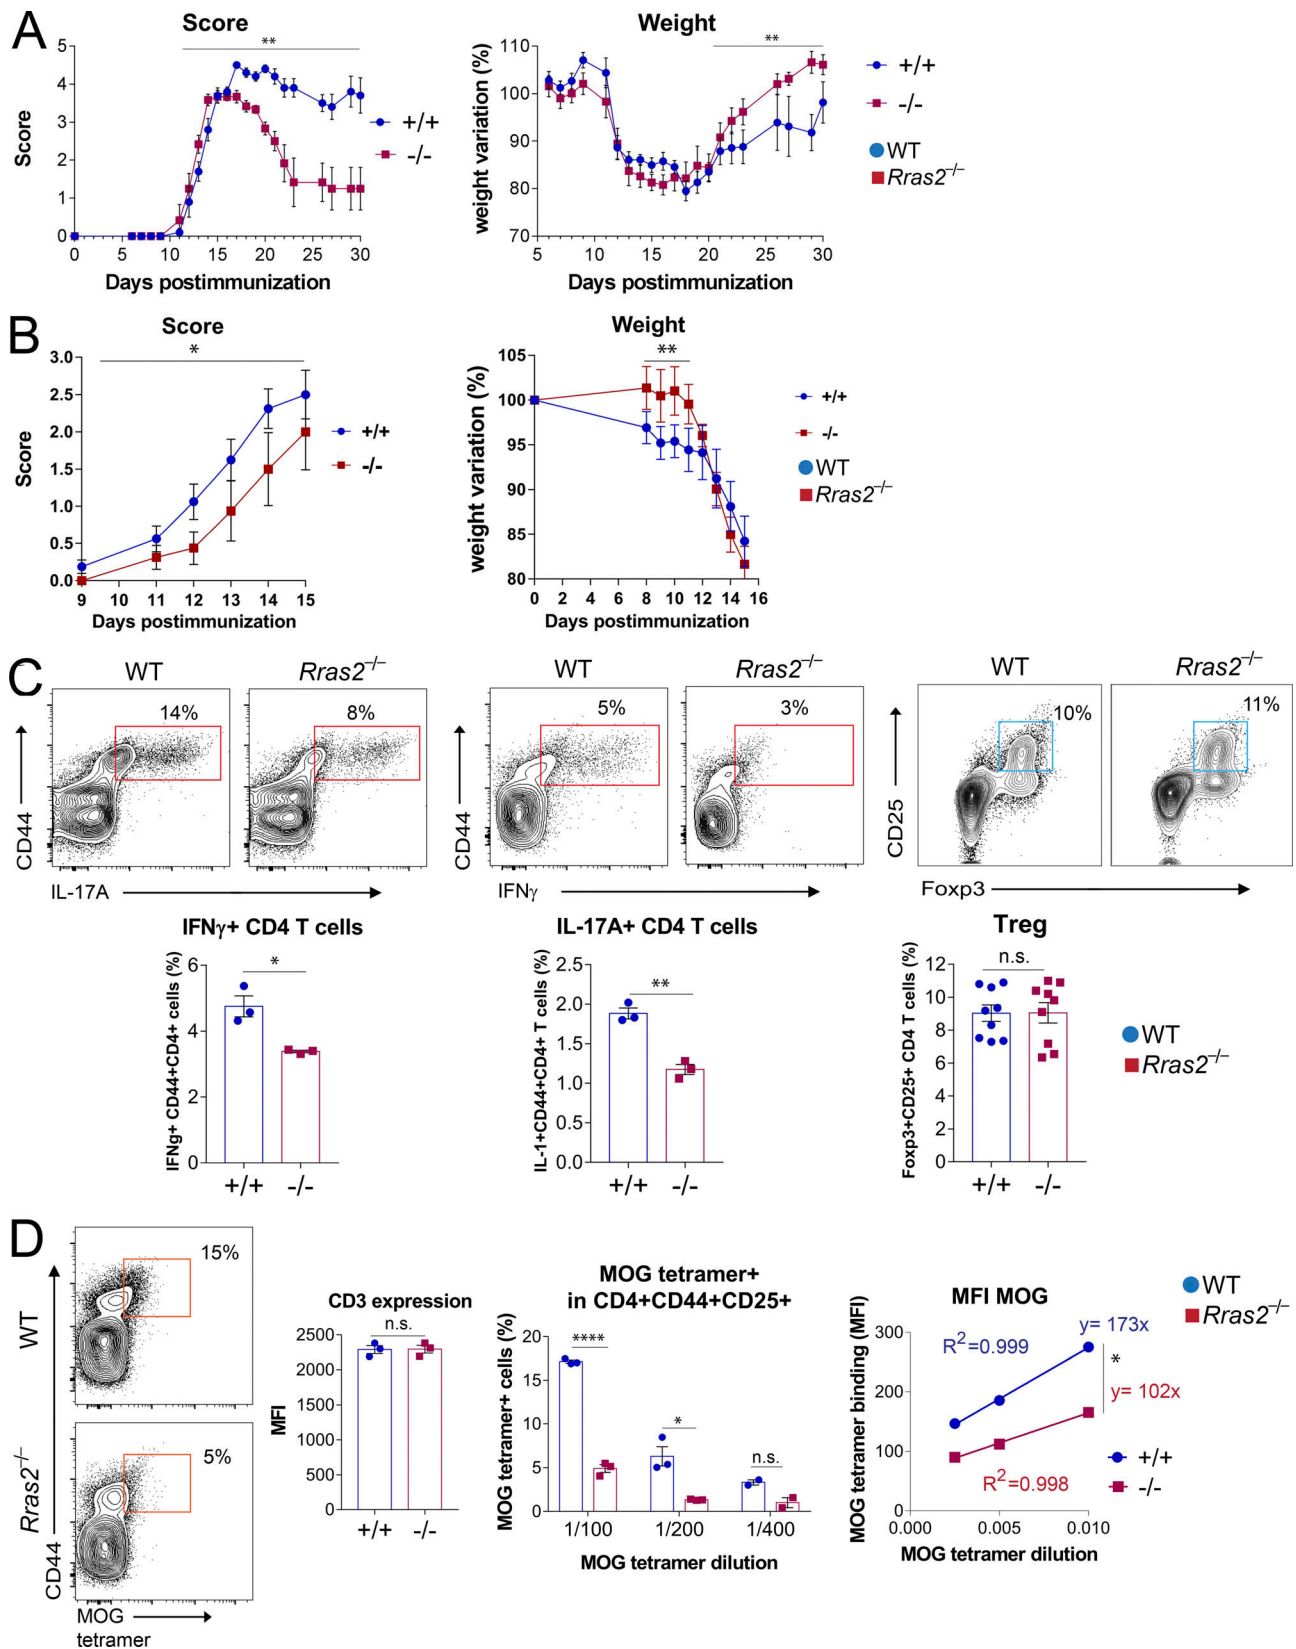 A
Score
**
Score
5
4
3
2
1
0
0 5 10 15 20 25 30
Days postimmunization
+/+
-/-
Weight
**
weight variation (%)
110
100
90
80
70
5 10 15 20 25 30
Days postimmunization
+/+
-/-
WT
Rras2⁻/⁻
B
Score
*
Score
3.0
2.5
2.0
1.5
1.0
0.5
0.0
9 10 11 12 13 14 15
Days postimmunization
+/+
-/-
Weight
**
weight variation (%)
105
100
95
90
85
80
0 2 4 6 8 10 12 14 16
Days postimmunization
+/+
-/-
WT
Rras2⁻/⁻
C
WT
Rras2⁻/⁻
14%
8%
CD44
IL-17A
WT
Rras2⁻/⁻
5%
3%
CD44
IFNγ
WT
Rras2⁻/⁻
10%
11%
CD25
Foxp3
IFNγ+ CD4 T cells
*
IFNg+ CD44+CD4+ cells (%)
6
4
2
0
+/+ -/-
IL-17A+ CD4 T cells
**
IL-1+CD44+CD4+ T cells (%)
2.5
2.0
1.5
1.0
0.5
0.0
+/+ -/-
Treg
n.s.
Foxp3+CD25+ CD4 T cells (%)
12
10
8
6
4
2
0
+/+ -/-
WT
Rras2⁻/⁻
D
15%
WT
5%
Rras2⁻/⁻
CD44
MOG
tetramer
CD3 expression
n.s.
MFI
2500
2000
1500
1000
500
0
+/+ -/-
MOG tetramer+
in CD4+CD44+CD25+
MOG tetramer+ cells (%)
20
15
10
5
0
****
*
n.s.
1/100 1/200 1/400
MOG tetramer dilution
WT
Rras2⁻/⁻
MFI MOG
MOG tetramer binding (MFI)
300
200
100
0
R²=0.999
y= 173x
*
y= 102x
R²=0.998
+/+
-/-
0.000 0.005 0.010
MOG tetramer dilution